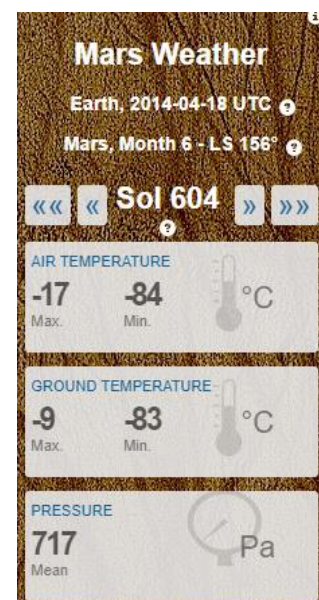 i
Mars Weather
Earth, 2014-04-18 UTC ?
Mars, Month 6 - LS 156° ?
«« « Sol 604 » »»
?
AIR TEMPERATURE
-17 -84 °C
Max. Min.
GROUND TEMPERATURE
-9 -83 °C
Max. Min.
PRESSURE
717 Pa
Mean